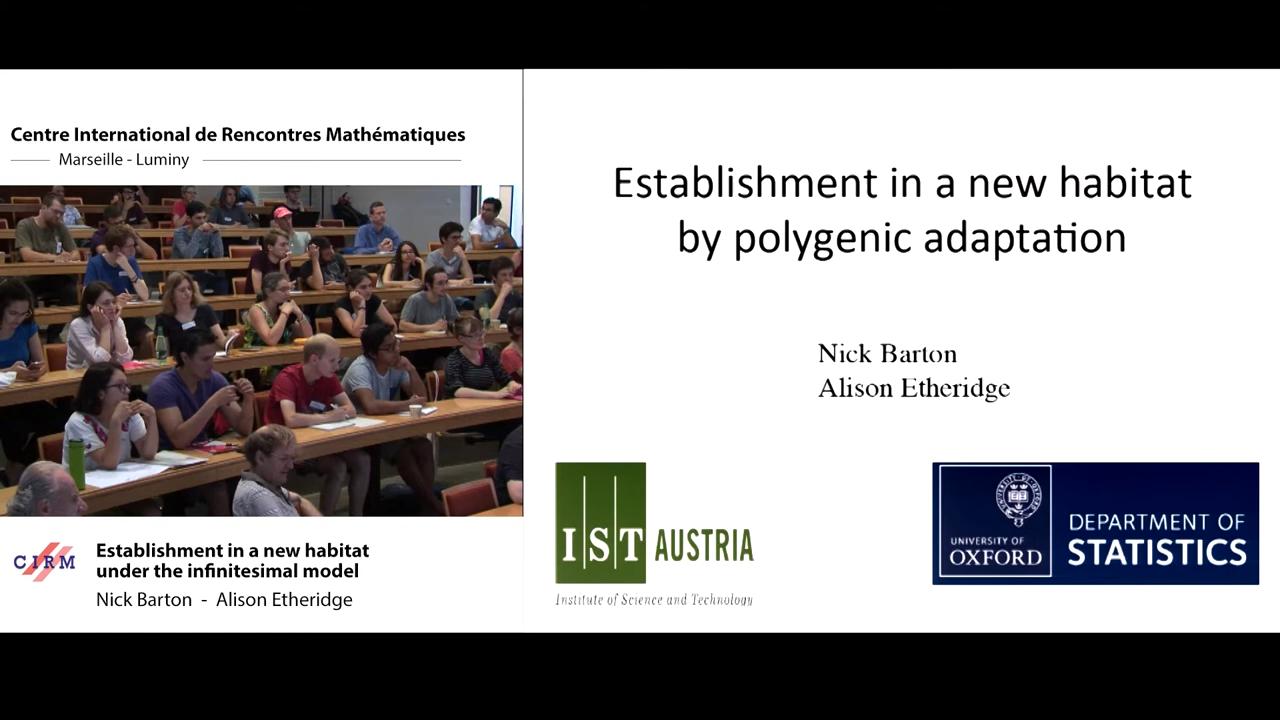 Centre International de Rencontres Mathématiques
Marseille - Luminy
CIRM
Establishment in a new habitat
under the infinitesimal model
Nick Barton - Alison Etheridge
Establishment in a new habitat
by polygenic adaptation
Nick Barton
Alison Etheridge
IST AUSTRIA
Institute of Science and Technology
UNIVERSITY OF
OXFORD
DEPARTMENT OF
STATISTICS